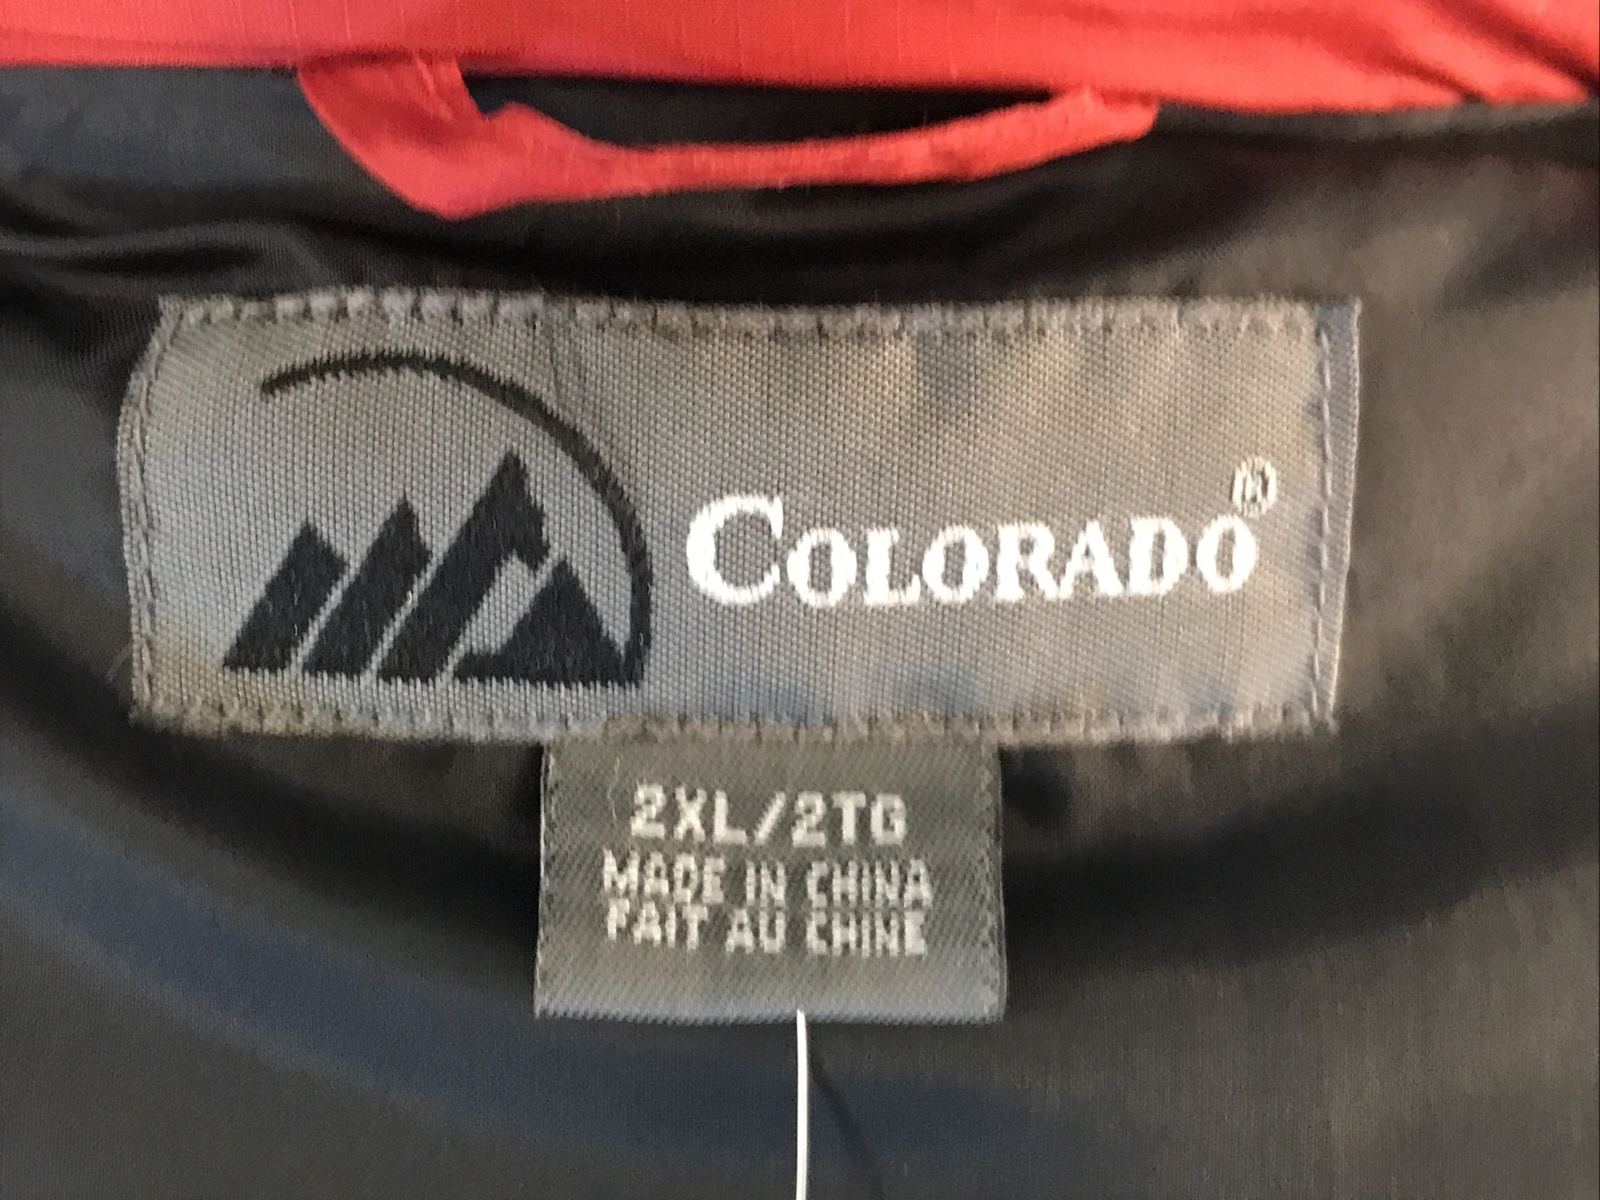 COLORADO®
2XL/2TG
MADE IN CHINA
FAIT AU CHINE